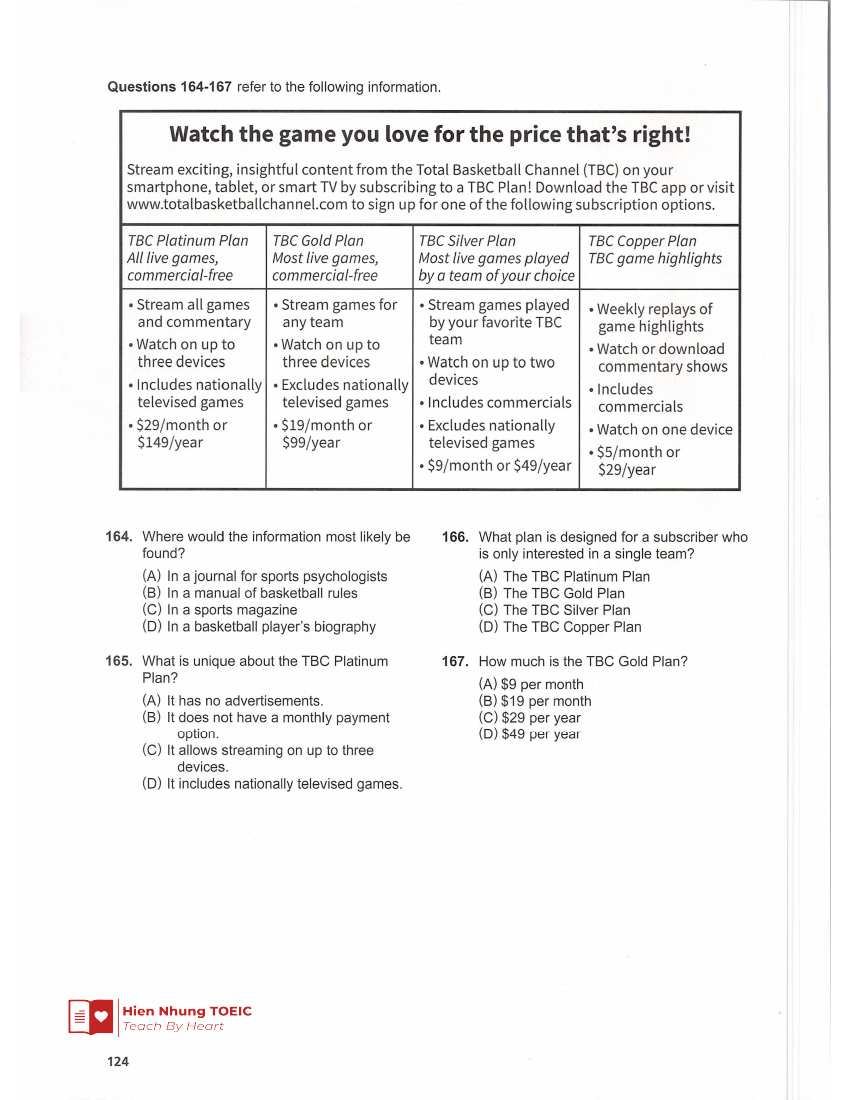 Questions 164-167 refer to the following information.
Watch the game you love for the price that's right!
Stream exciting, insightful content from the Total Basketball Channel (TBC) on your
smartphone, tablet, or smart TV by subscribing to a TBC Plan! Download the TBC app or visit
www.totalbasketballchannel.com to sign up for one of the following subscription options.
TBC Platinum Plan
All live games,
commercial-free
• Stream all games
and commentary
• Watch on up to
three devices
• Includes nationally
televised games
• $29/month or
$149/year
TBC Gold Plan
Most live games,
commercial-free
• Stream games for
any team
• Watch on up to
three devices
• Excludes nationally
televised games
• $19/month or
$99/year
TBC Silver Plan
Most live games played
by a team of your choice
• Stream games played
by your favorite TBC
team
• Watch on up to two
devices
• Includes commercials
• Excludes nationally
televised games
• $9/month or $49/year
TBC Copper Plan
TBC game highlights
• Weekly replays of
game highlights
• Watch or download
commentary shows
• Includes
commercials
• Watch on one device
• $5/month or
$29/year
164. Where would the information most likely be
found?
(A) In a journal for sports psychologists
(B) In a manual of basketball rules
(C) In a sports magazine
(D) In a basketball player's biography
165. What is unique about the TBC Platinum
Plan?
(A) It has no advertisements.
(B) It does not have a monthly payment
option.
(C) It allows streaming on up to three
devices.
(D) It includes nationally televised games.
166. What plan is designed for a subscriber who
is only interested in a single team?
(A) The TBC Platinum Plan
(B) The TBC Gold Plan
(C) The TBC Silver Plan
(D) The TBC Copper Plan
167. How much is the TBC Gold Plan?
(A) $9 per month
(B) $19 per month
(C) $29 per year
(D) $49 per year
Hien Nhung TOEIC
Teach By Heart
124